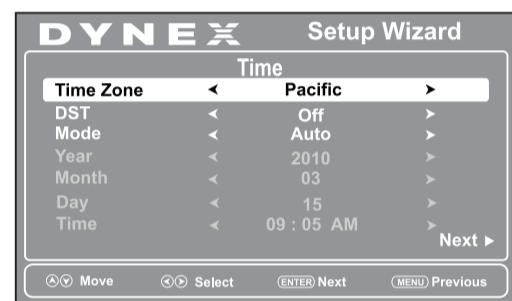 DYNEX Setup Wizard
Time
Time Zone Pacific
DST Off
Mode Auto
Year 2010
Month 03
Day 15
Time 09 : 05 AM
Next
Move Select ENTER Next MENU Previous